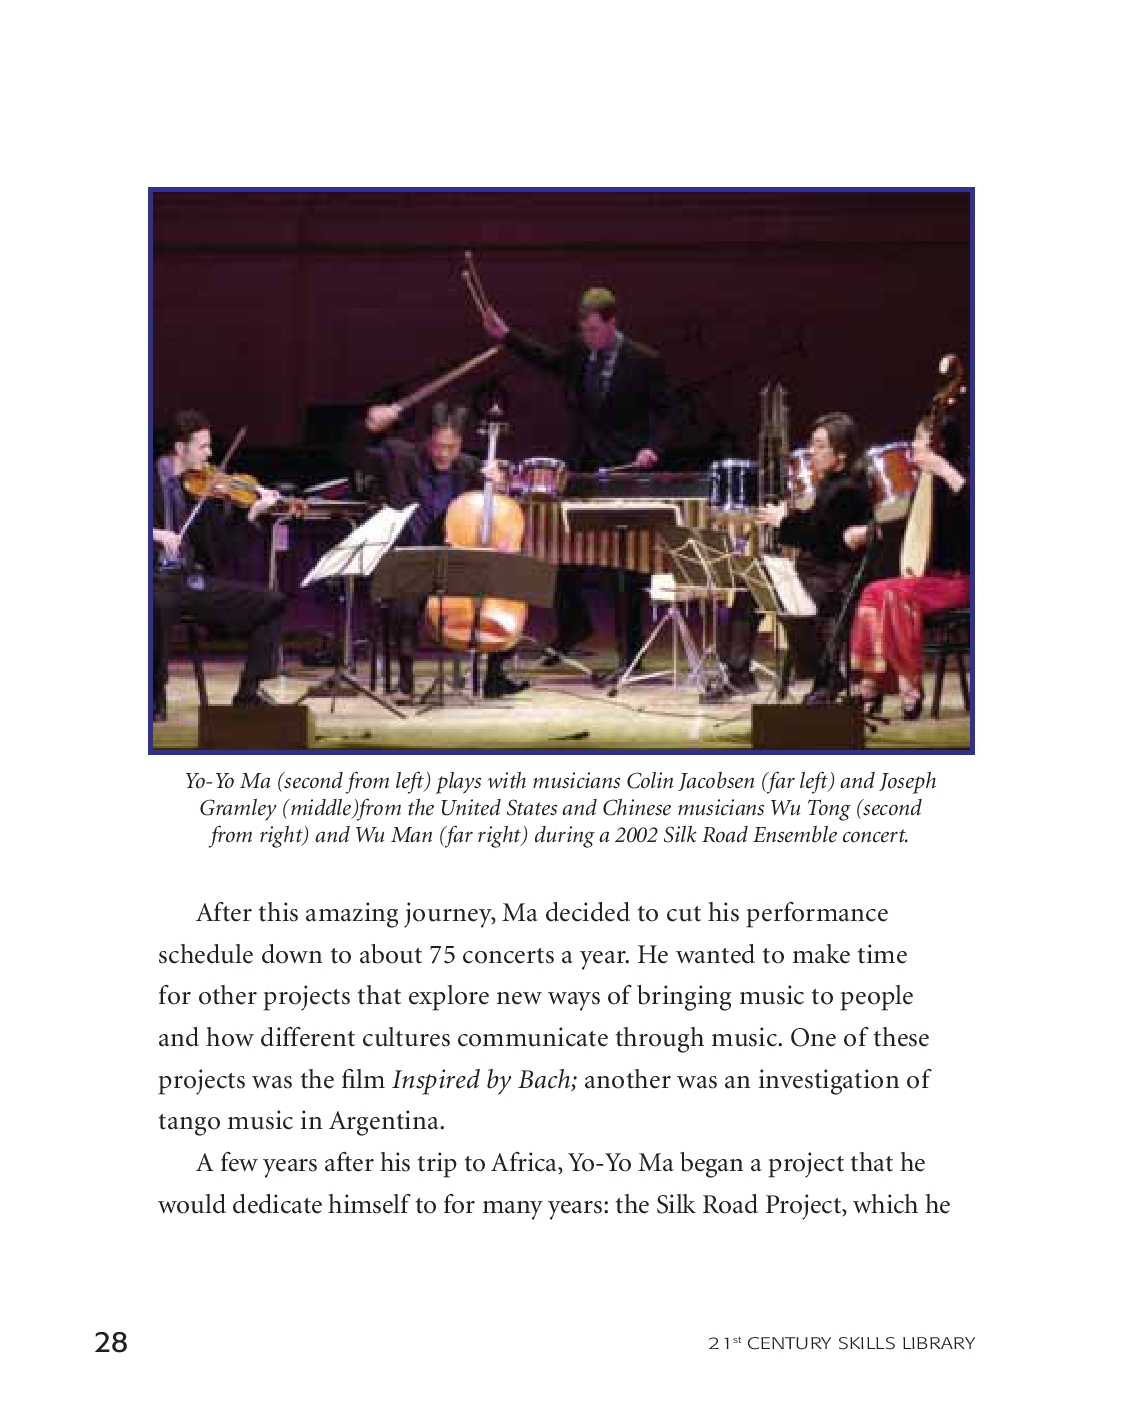 Yo-Yo Ma (second from left) plays with musicians Colin Jacobsen (far left) and Joseph
Gramley (middle)from the United States and Chinese musicians Wu Tong (second
from right) and Wu Man (far right) during a 2002 Silk Road Ensemble concert.
After this amazing journey, Ma decided to cut his performance
schedule down to about 75 concerts a year. He wanted to make time
for other projects that explore new ways of bringing music to people
and how different cultures communicate through music. One of these
projects was the film Inspired by Bach; another was an investigation of
tango music in Argentina.
A few years after his trip to Africa, Yo-Yo Ma began a project that he
would dedicate himself to for many years: the Silk Road Project, which he
28
21st CENTURY SKILLS LIBRARY